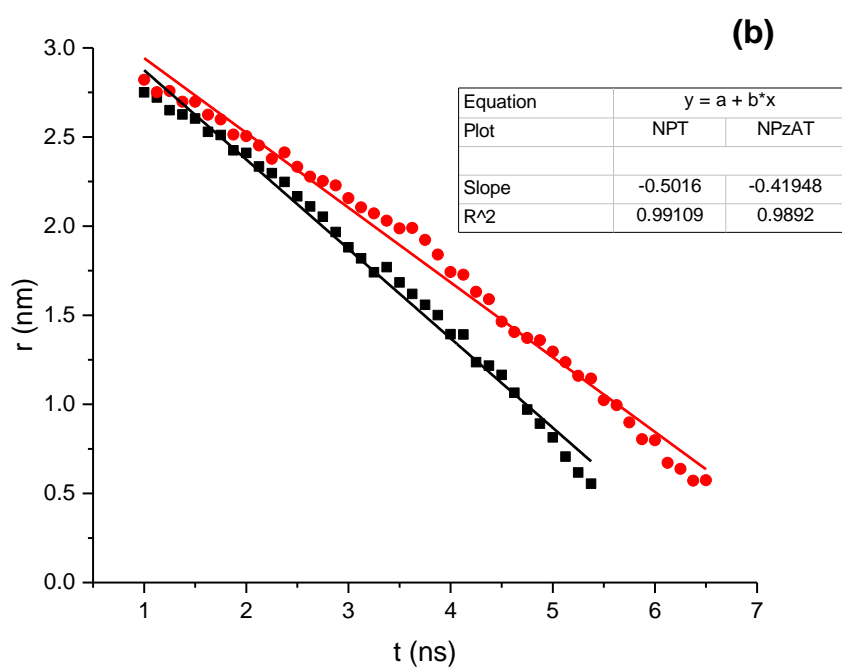 (b)
3.0
2.5
2.0
1.5
1.0
0.5
0.0
r (nm)
Equation y = a + b*x
Plot NPT NPzAT
Slope -0.5016 -0.41948
R^2 0.99109 0.9892
1 2 3 4 5 6 7
t (ns)